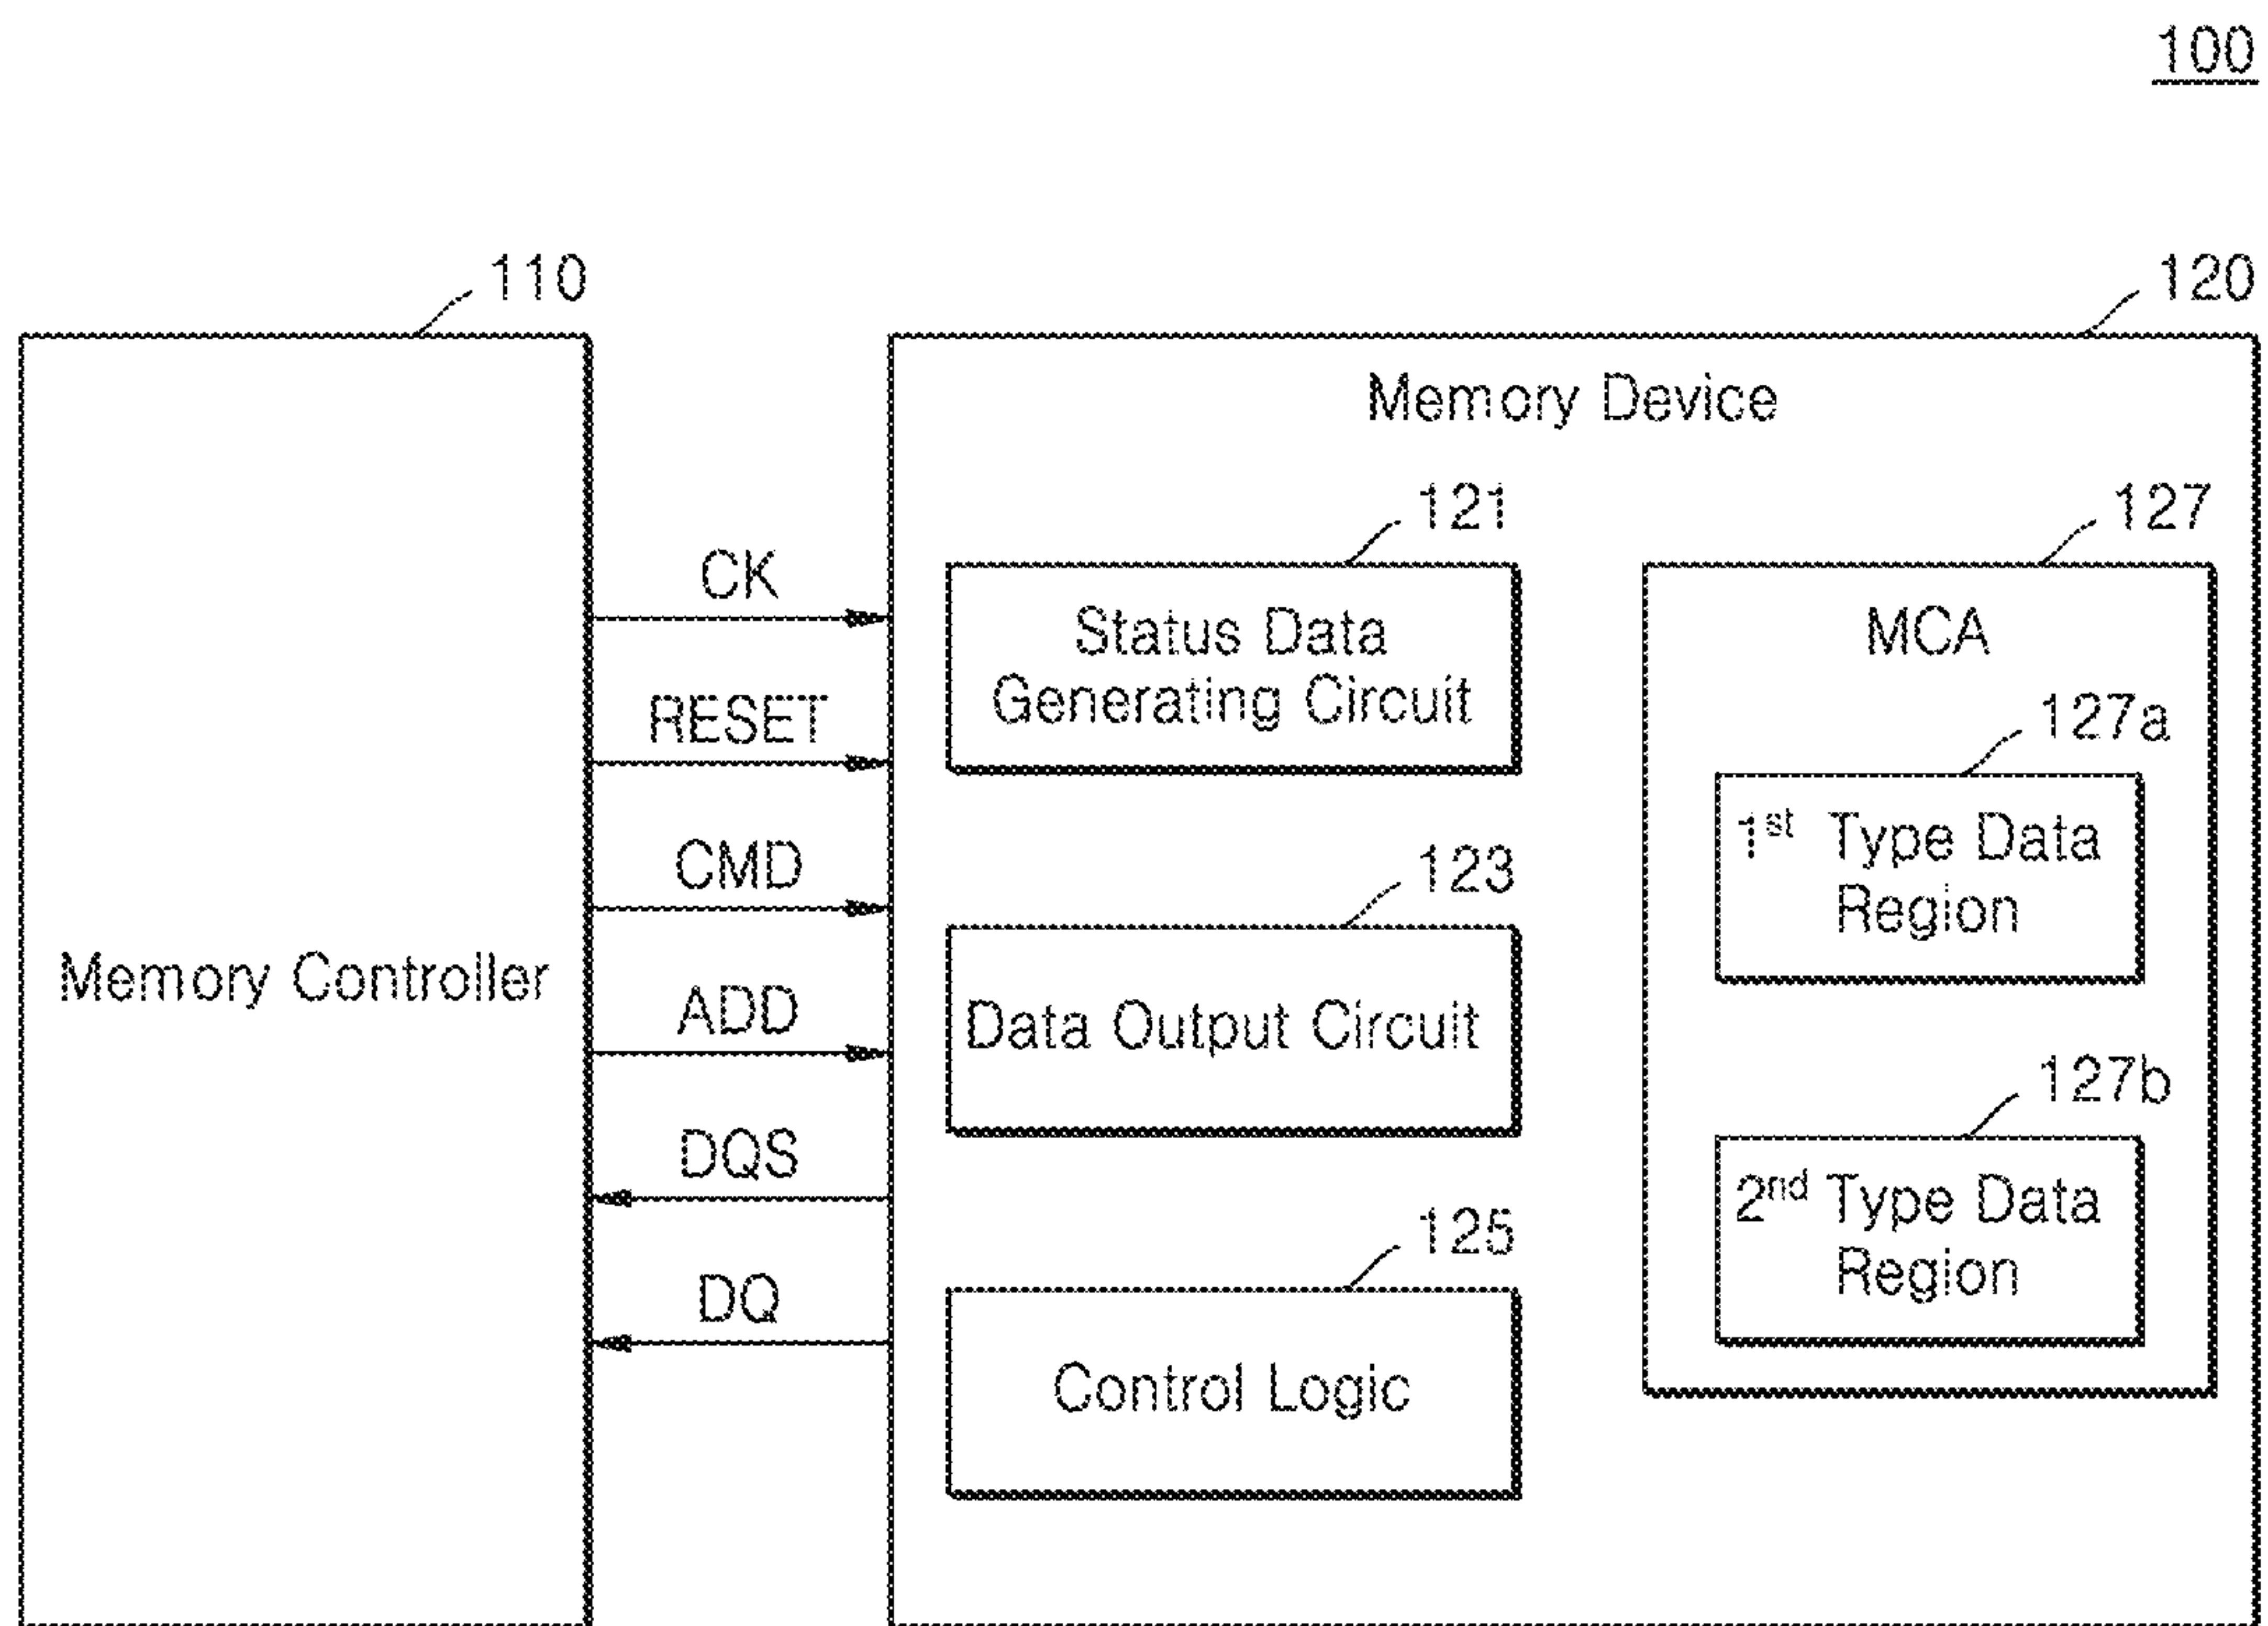 100
110
120
Memory Controller
CK
RESET
CMD
ADD
DQS
DQ
Memory Device
121
Status Data
Generating Circuit
123
Data Output Circuit
125
Control Logic
127
MCA
127a
1st Type Data
Region
127b
2nd Type Data
Region